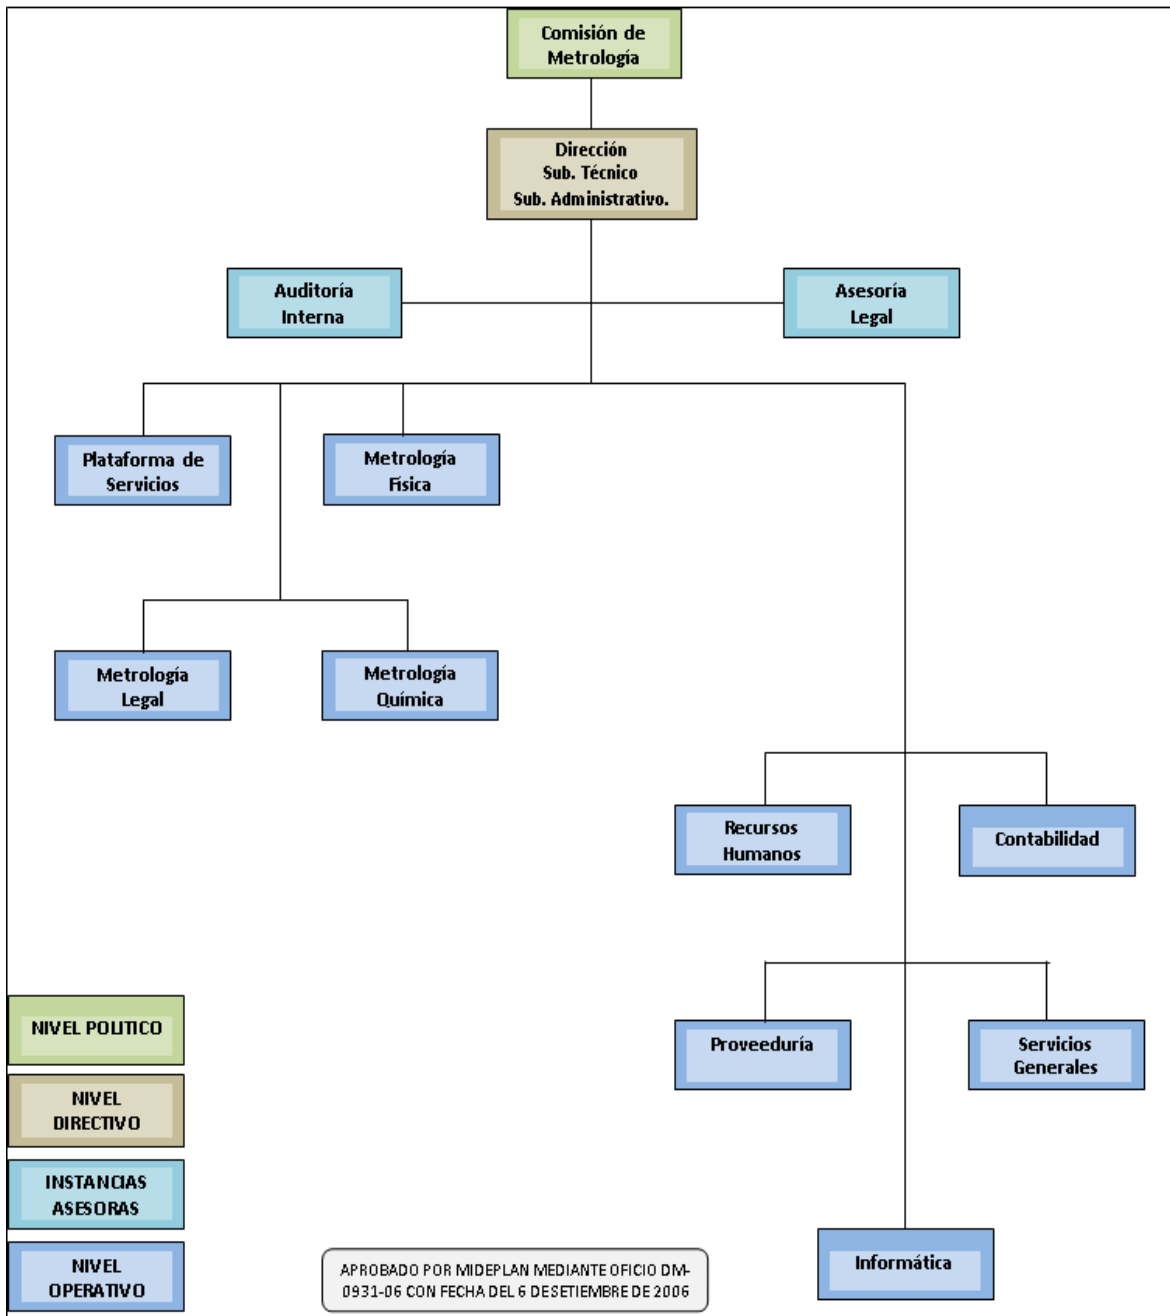 Comisión de
Metrología
Dirección
Sub. Técnico
Sub. Administrativo.
Auditoría
Interna
Asesoría
Legal
Plataforma de
Servicios
Metrología
Física
Metrología
Legal
Metrología
Química
Recursos
Humanos
Contabilidad
Proveeduría
Servicios
Generales
Informática
NIVEL POLITICO
NIVEL
DIRECTIVO
INSTANCIAS
ASESORAS
NIVEL
OPERATIVO
APROBADO POR MIDEPLAN MEDIANTE OFICIO DM-
0931-06 CON FECHA DEL 6 DE SETIEMBRE DE 2006